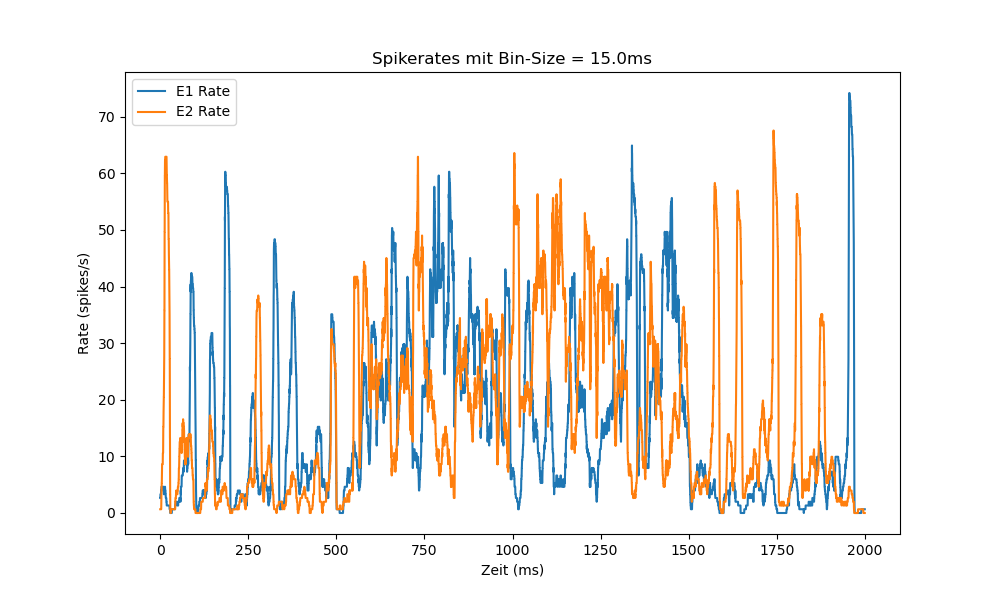 Spikerates mit Bin-Size = 15.0ms
E1 Rate
E2 Rate
Rate (spikes/s)
70
60
50
40
30
20
10
0
0 250 500 750 1000 1250 1500 1750 2000
Zeit (ms)